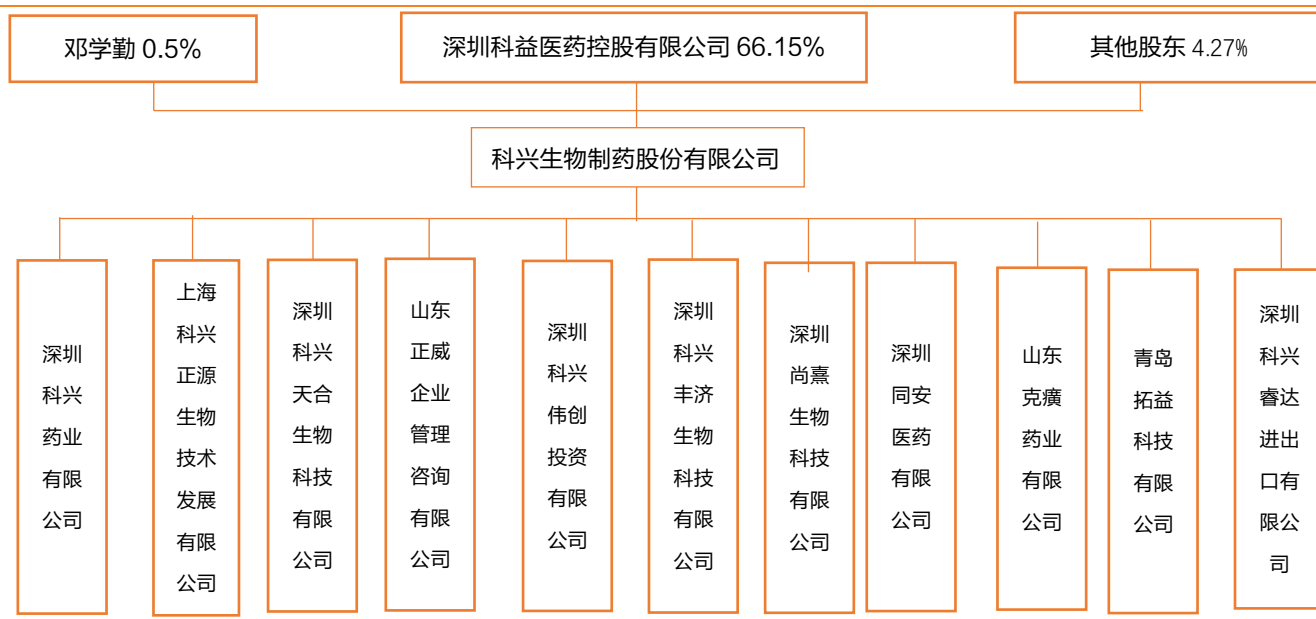 邓学勤 0.5%
深圳科益医药控股有限公司 66.15%
其他股东 4.27%
科兴生物制药股份有限公司
深圳
科兴
药业
有限
公司
上海
科兴
正源
生物
技术
发展
有限
公司
深圳
科兴
天合
生物
科技
有限
公司
山东
正威
企业
管理
咨询
有限
公司
深圳
科兴
伟创
投资
有限
公司
深圳
科兴
丰济
生物
科技
有限
公司
深圳
尚熹
生物
科技
有限
公司
深圳
同安
医药
有限
公司
山东
克癀
药业
有限
公司
青岛
拓益
科技
有限
公司
深圳
科兴
睿达
进出
口有
限公
司